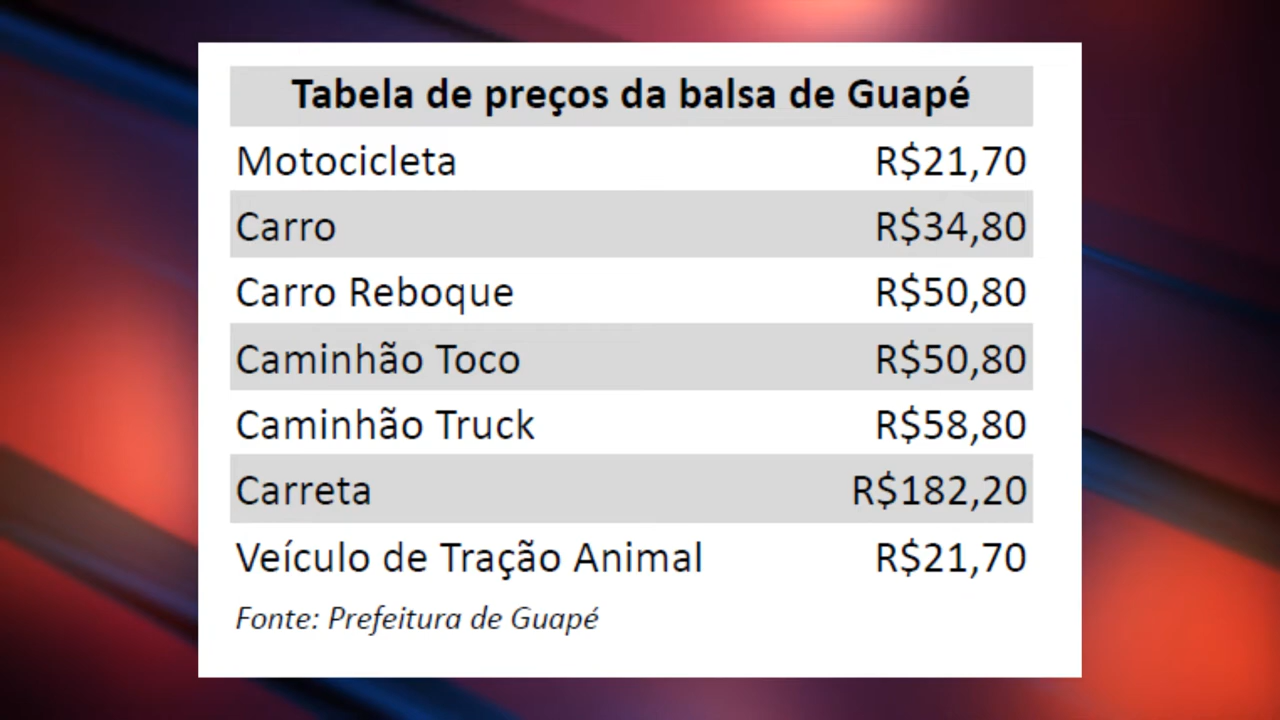 Tabela de preços da balsa de Guapé
Motocicleta R$21,70
Carro R$34,80
Carro Reboque R$50,80
Caminhão Toco R$50,80
Caminhão Truck R$58,80
Carreta R$182,20
Veículo de Tração Animal R$21,70
Fonte: Prefeitura de Guapé